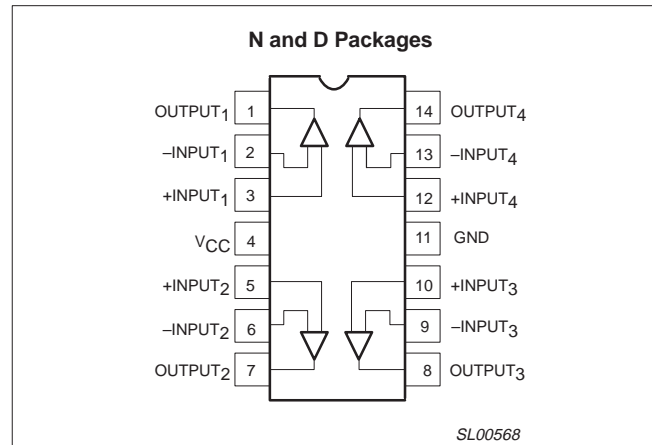 N and D Packages
OUTPUT1 1 14 OUTPUT4
–INPUT1 2 13 –INPUT4
+INPUT1 3 12 +INPUT4
VCC 4 11 GND
+INPUT2 5 10 +INPUT3
–INPUT2 6 9 –INPUT3
OUTPUT2 7 8 OUTPUT3
SL00568